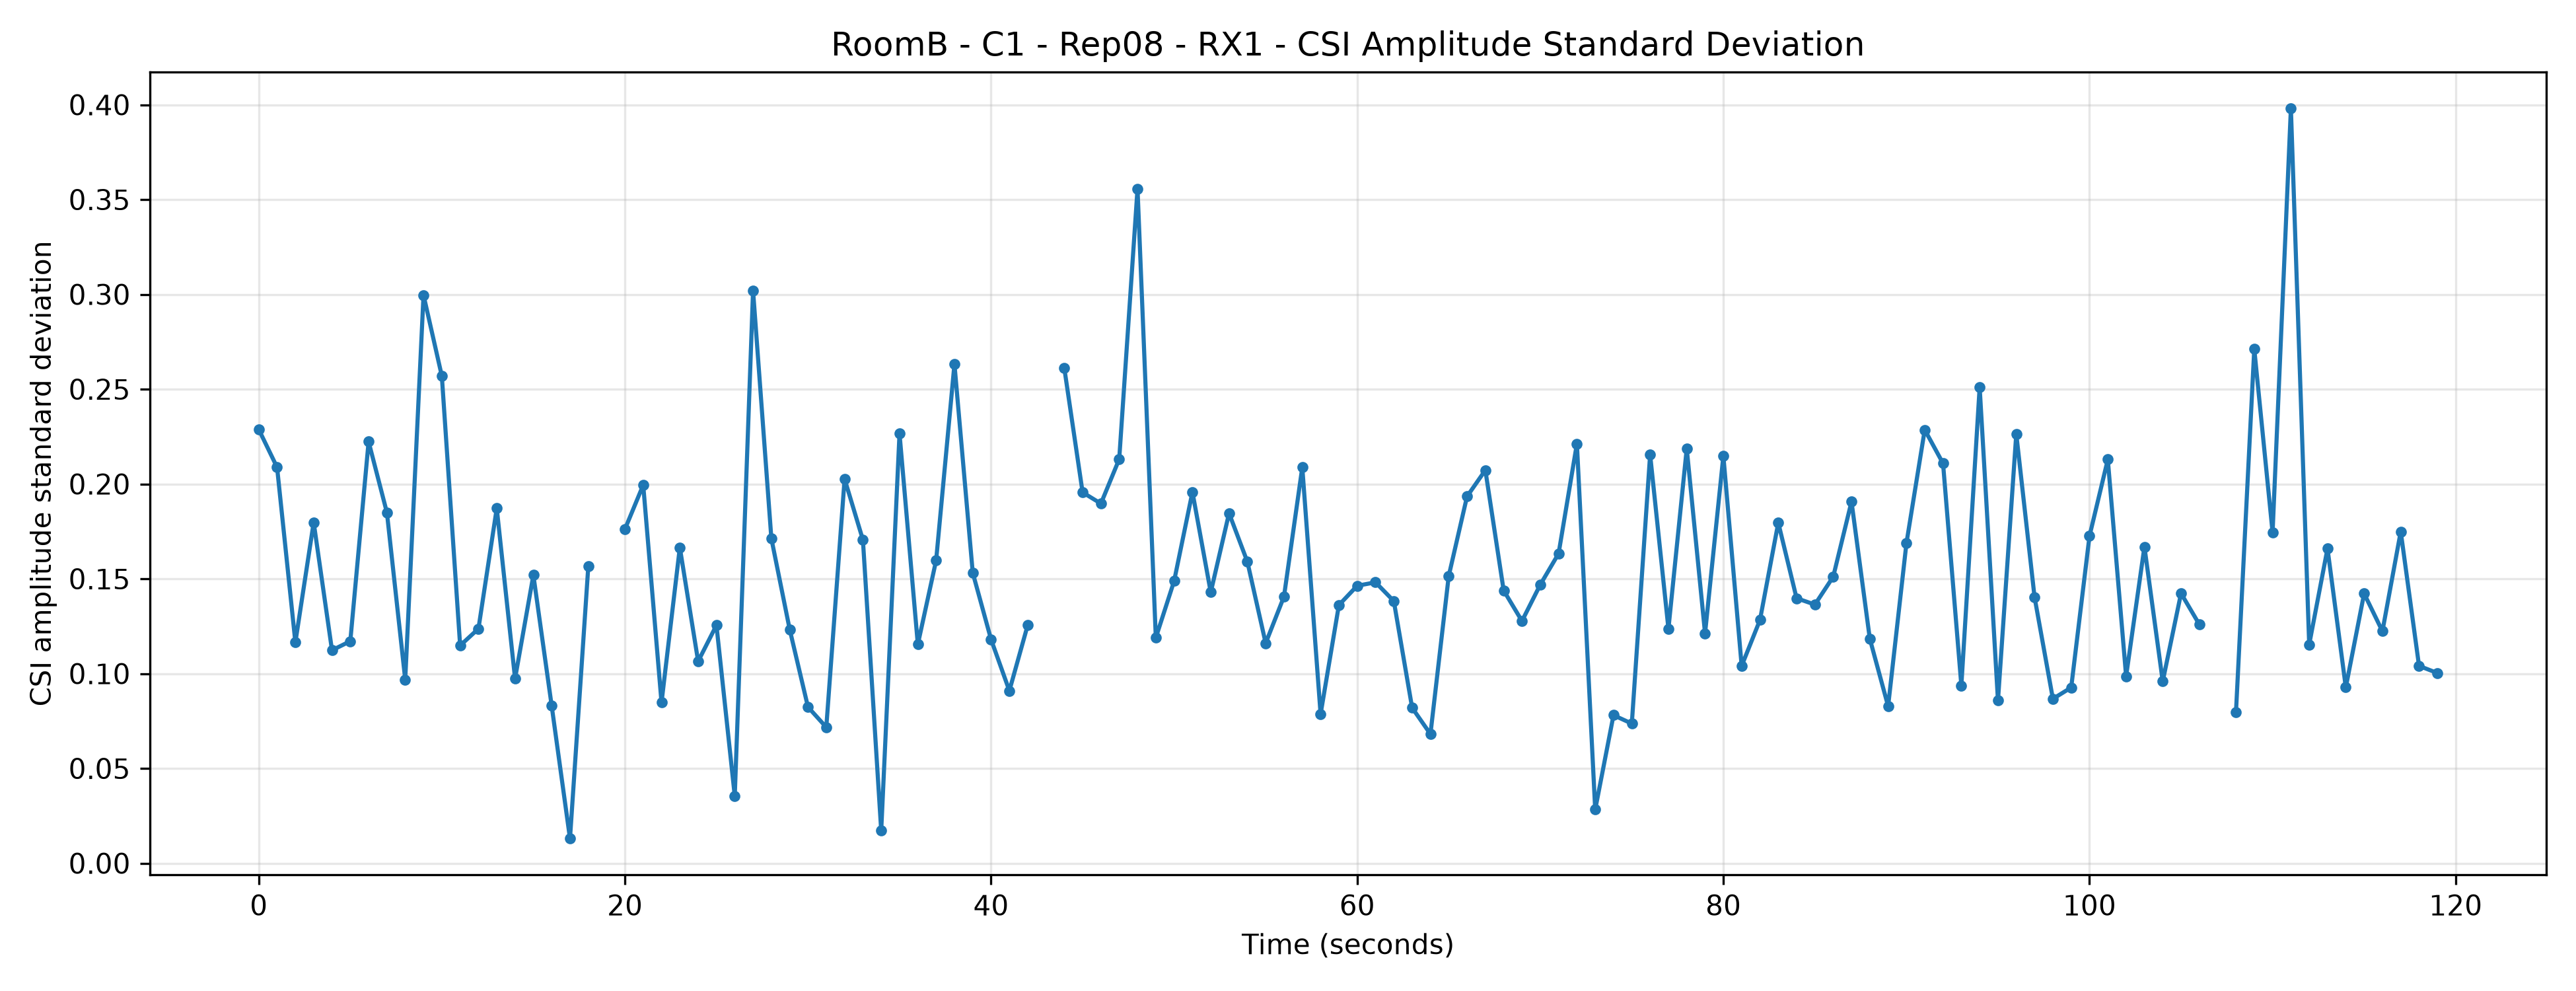 RoomB - C1 - Rep08 - RX1 - CSI Amplitude Standard Deviation
CSI amplitude standard deviation
0.40
0.35
0.30
0.25
0.20
0.15
0.10
0.05
0.00
0 20 40 60 80 100 120
Time (seconds)